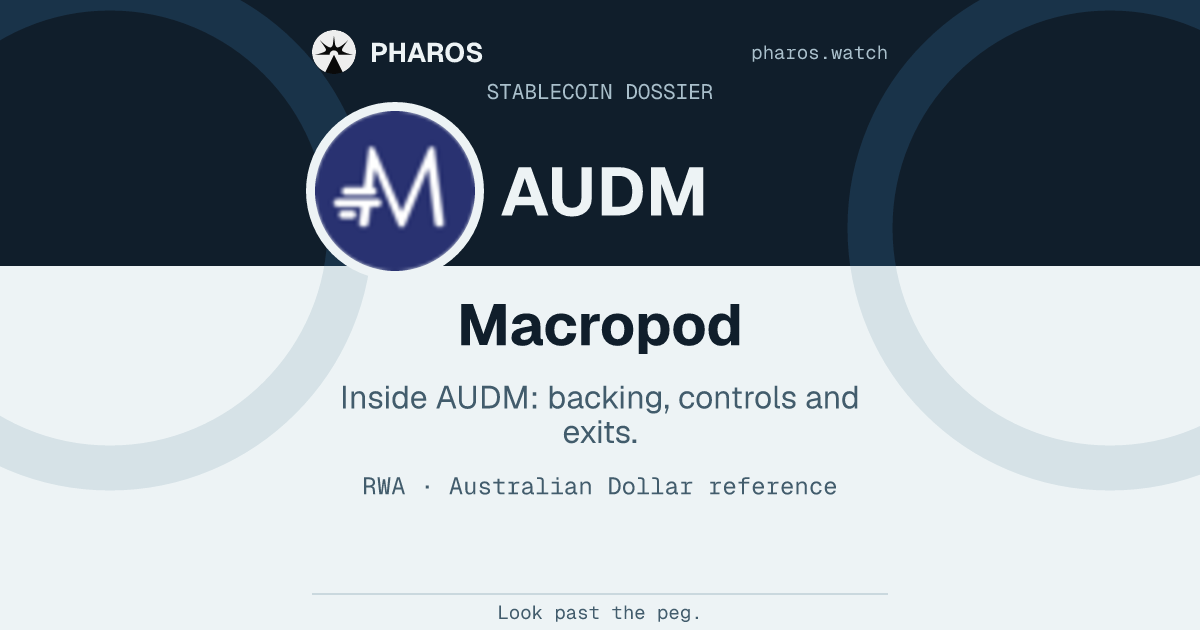 PHAROS
pharos.watch
STABLECOIN DOSSIER
M
AUDM
Macropod
Inside AUDM: backing, controls and
exits.
RWA · Australian Dollar reference
Look past the peg.